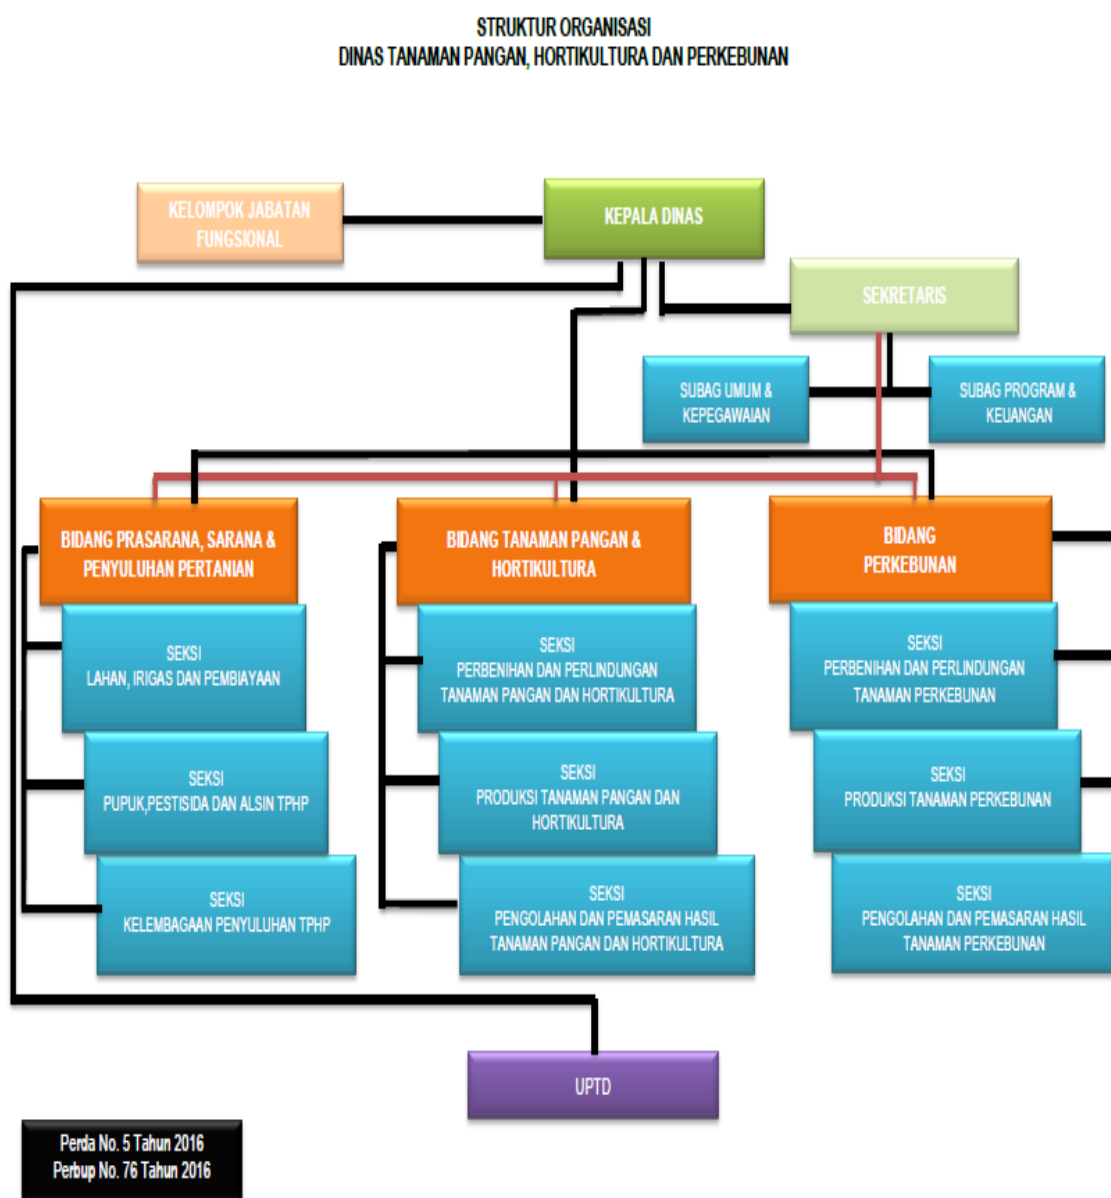 STRUKTUR ORGANISASI
DINAS TANAMAN PANGAN, HORTIKULTURA DAN PERKEBUNAN
KELOMPOK JABATAN
FUNGSIONAL
KEPALA DINAS
SEKRETARIS
SUBAG UMUM &
KEPEGAWAIAN
SUBAG PROGRAM &
KEUANGAN
BIDANG PRASARANA, SARANA &
PENYULUHAN PERTANIAN
BIDANG TANAMAN PANGAN &
HORTIKULTURA
BIDANG
PERKEBUNAN
SEKSI
LAHAN, IRIGAS DAN PEMBIAYAAN
SEKSI
PERBENIHAN DAN PERLINDUNGAN
TANAMAN PANGAN DAN HORTIKULTURA
SEKSI
PERBENIHAN DAN PERLINDUNGAN
TANAMAN PERKEBUNAN
SEKSI
PUPUK,PESTISIDA DAN ALSIN TPHP
SEKSI
PRODUKSI TANAMAN PANGAN DAN
HORTIKULTURA
SEKSI
PRODUKSI TANAMAN PERKEBUNAN
SEKSI
KELEMBAGAAN PENYULUHAN TPHP
SEKSI
PENGOLAHAN DAN PEMASARAN HASIL
TANAMAN PANGAN DAN HORTIKULTURA
SEKSI
PENGOLAHAN DAN PEMASARAN HASIL
TANAMAN PERKEBUNAN
UPTD
Perda No. 5 Tahun 2016
Perbup No. 76 Tahun 2016